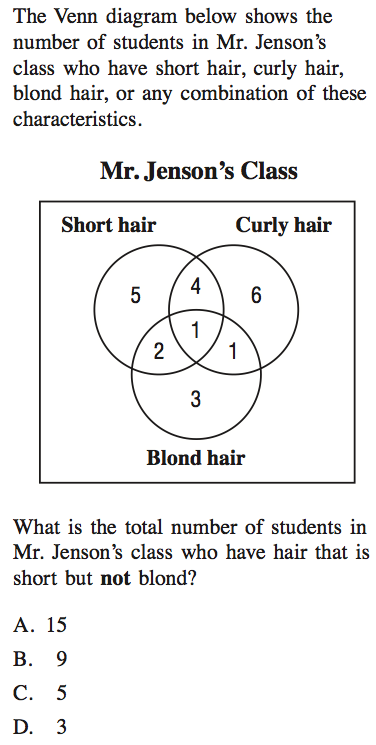 The Venn diagram below shows the
number of students in Mr. Jenson's
class who have short hair, curly hair,
blond hair, or any combination of these
characteristics.
Mr. Jenson's Class
Short hair Curly hair
5 4 6
1
2 1
3
Blond hair
What is the total number of students in
Mr. Jenson's class who have hair that is
short but not blond?
A. 15
B. 9
C. 5
D. 3